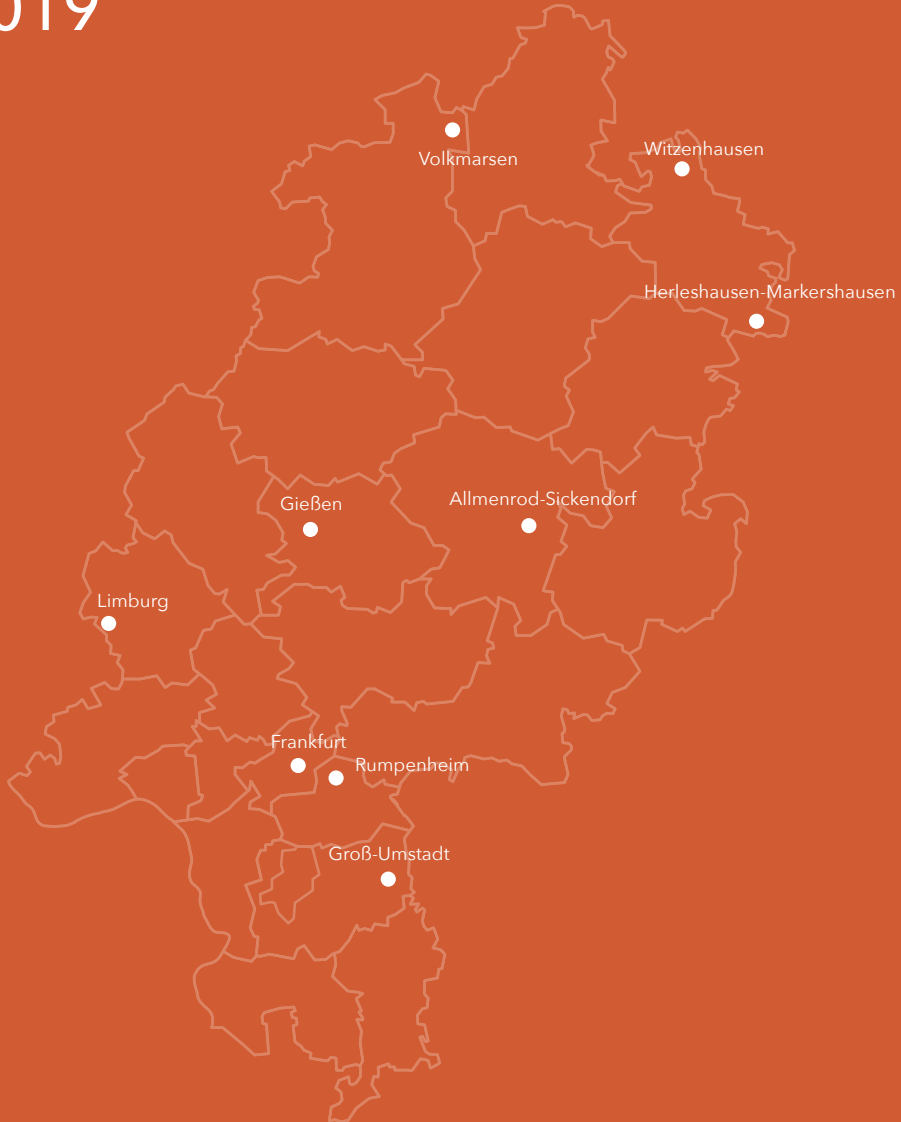 019
Volkmarsen
Witzenhausen
Herleshausen-Markershausen
Gießen
Allmenrod-Sickendorf
Limburg
Frankfurt
Rumpenheim
Groß-Umstadt